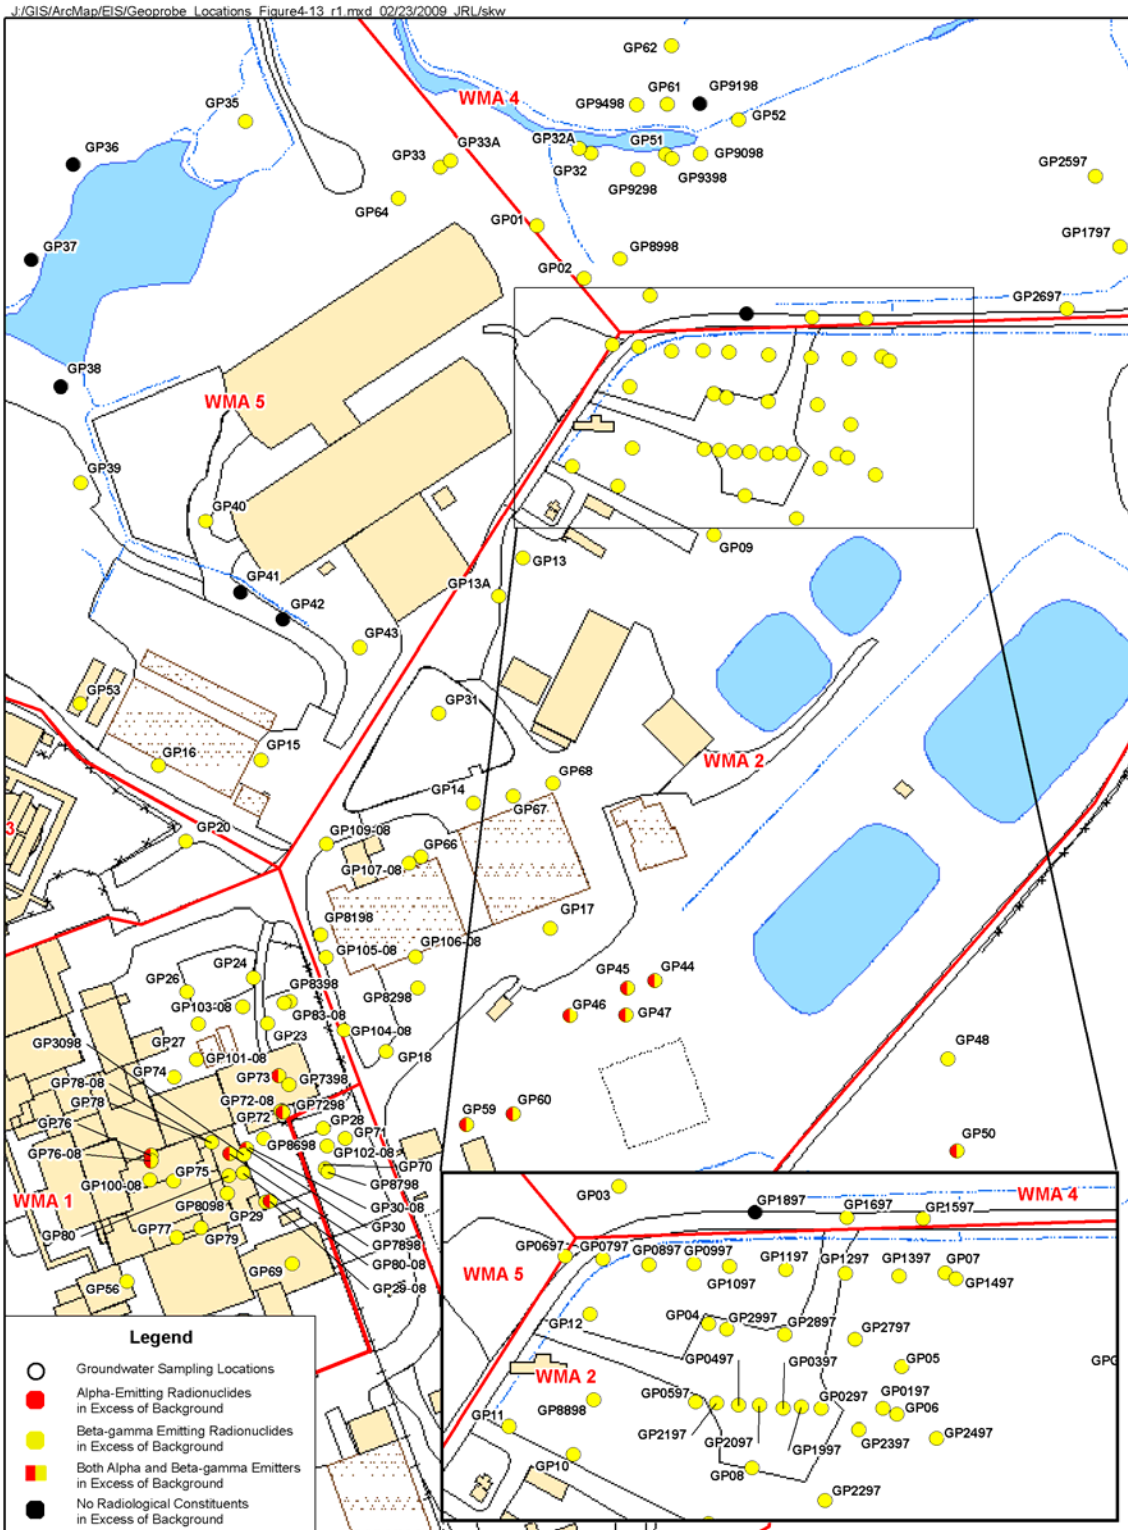 J:/GIS/ArcMap/EIS/Geoprobe_Locations_Figure4-13_r1.mxd 02/23/2009 JRL/skw
GP62
WMA 4
GP35
GP9498
GP61
GP9198
GP52
GP36
GP33
GP33A
GP32A
GP51
GP32
GP9098
GP9398
GP9298
GP2597
GP64
GP01
GP37
GP8998
GP1797
GP02
GP2697
GP38
WMA 5
GP39
GP40
GP09
GP13
GP41
GP13A
GP42
GP43
GP53
GP31
GP16
GP15
WMA 2
GP68
GP14
GP67
3
GP20
GP109-08
GP66
GP107-08
GP17
GP8198
GP106-08
GP105-08
GP24
GP26
GP8398
GP8298
GP45
GP44
GP103-08
GP83-08
GP46
GP47
GP3098
GP27
GP23
GP104-08
GP18
GP48
GP101-08
GP78-08
GP74
GP73
GP7398
GP78
GP72-08
GP7298
GP59
GP60
GP76
GP72
GP28
GP71
GP76-08
GP8698
GP102-08
GP50
GP100-08
GP75
GP70
GP8798
WMA 1
GP8098
GP30-08
GP29
GP30
GP80
GP77
GP79
GP7898
GP80-08
GP69
GP29-08
GP56
GP03
GP1897
WMA 4
GP1697
GP1597
GP0697
GP0797
GP0897
GP0997
WMA 5
GP1097
GP1197
GP1297
GP1397
GP07
GP1497
GP12
GP04
GP2997
GP2897
GP2797
GP0497
GP0397
GP05
WMA 2
GP0597
GP0297
GP0197
GP8898
GP06
GP11
GP2197
GP2097
GP1997
GP2397
GP2497
GP10
GP08
GP2297
Legend
Groundwater Sampling Locations
Alpha-Emitting Radionuclides
in Excess of Background
Beta-gamma Emitting Radionuclides
in Excess of Background
Both Alpha and Beta-gamma Emitters
in Excess of Background
No Radiological Constituents
in Excess of Background